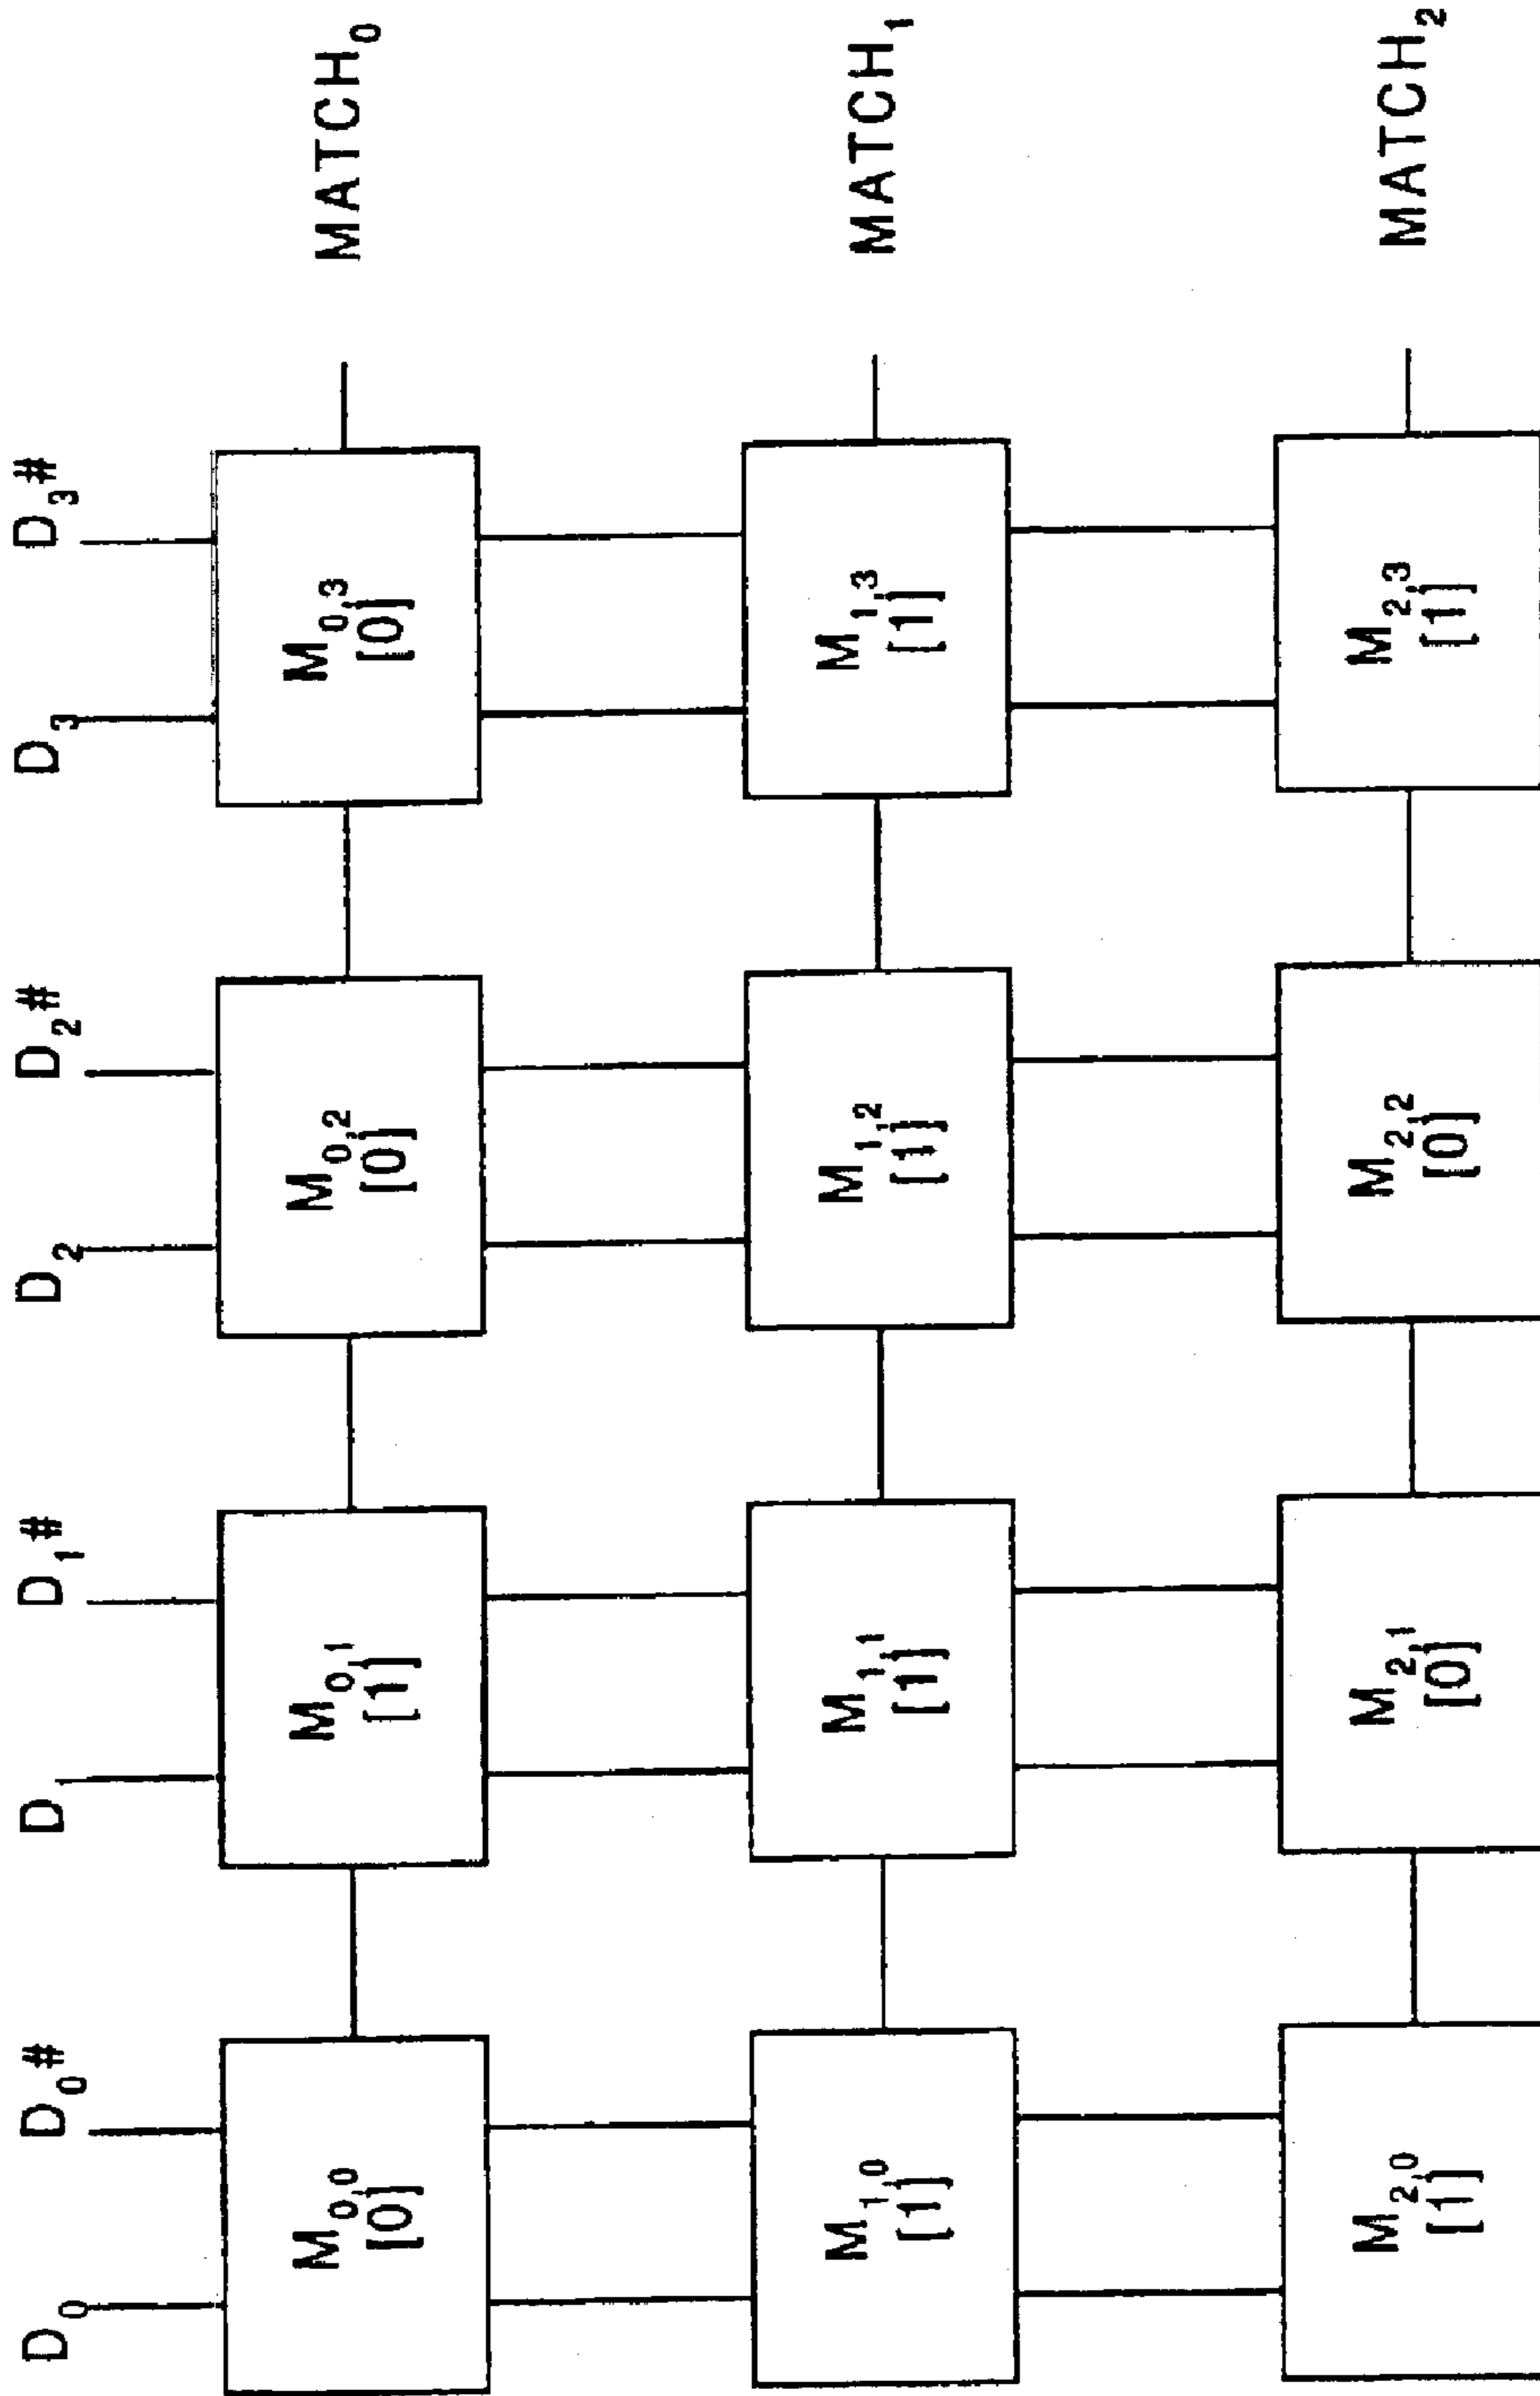 D₀ D₀# D D₁# D₂ D₂# D₃ D₃#
M₀,₀ M₀,₁ M₀,₂ M₀,₃ MATCH₀
[0] [1] [0] [0]
M₁,₀ M₁,₁ M₁,₂ M₁,₃ MATCH₁
[1] [1] [1] [1]
M₂,₀ M₂,₁ M₂,₂ M₂,₃ MATCH₂
[1] [0] [0] [1]